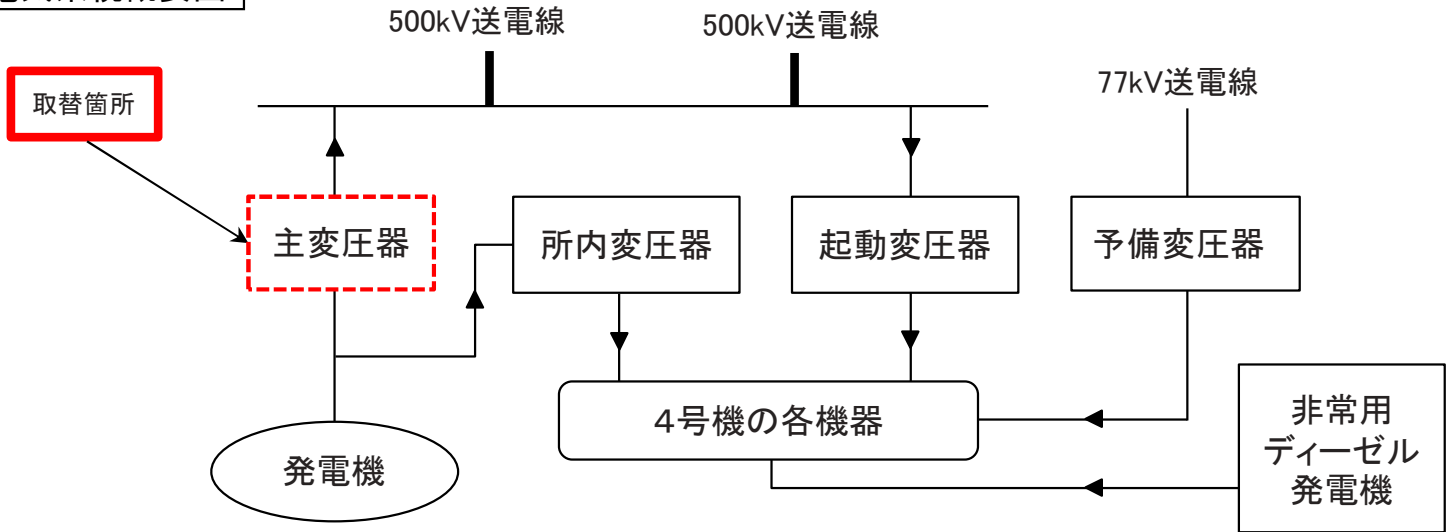 500kV送電線
500kV送電線
77kV送電線
取替箇所
主変圧器
所内変圧器
起動変圧器
予備変圧器
4号機の各機器
発電機
非常用
ディーゼル
発電機